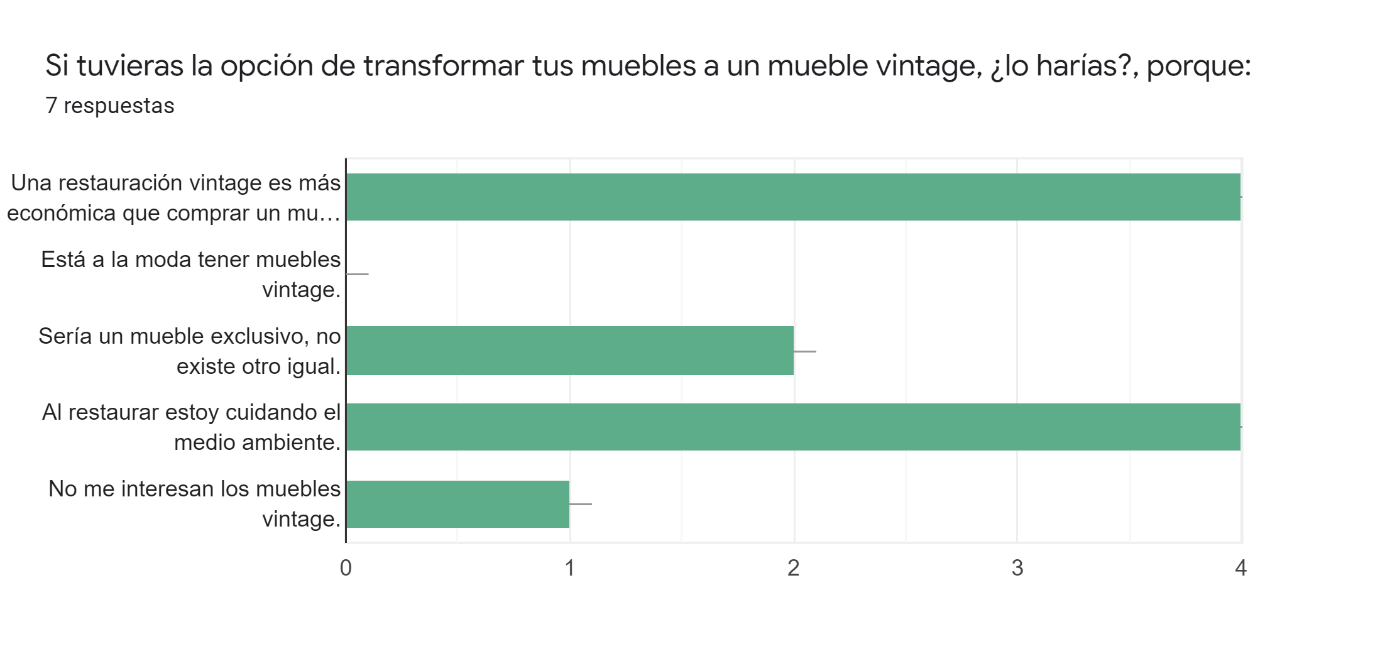 Si tuvieras la opción de transformar tus muebles a un mueble vintage, ¿lo harías?, porque:
7 respuestas
Una restauración vintage es más
económica que comprar un mu…
Está a la moda tener muebles
vintage.
Sería un mueble exclusivo, no
existe otro igual.
Al restaurar estoy cuidando el
medio ambiente.
No me interesan los muebles
vintage.
0 1 2 3 4